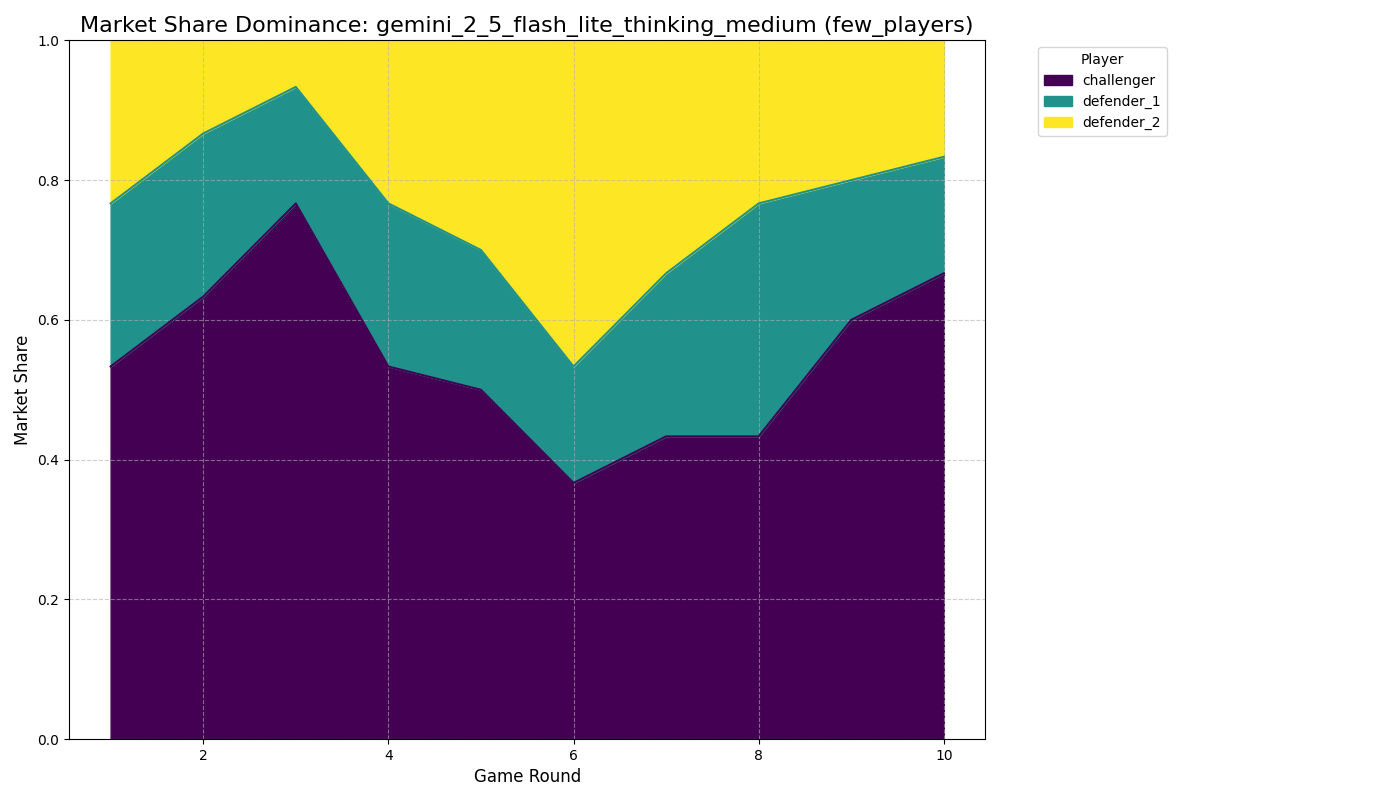 Market Share Dominance: gemini_2_5_flash_lite_thinking_medium (few_players)
1.0
0.8
0.6
0.4
0.2
0.0
Market Share
2 4 6 8 10
Game Round
Player
challenger
defender_1
defender_2